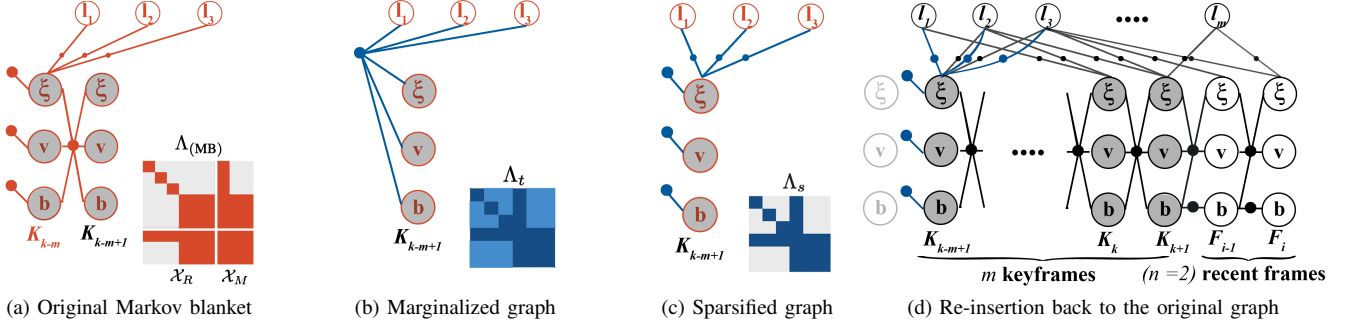 l1 l2 l3
ξ ξ
v v
b b
Kk-m Kk-m+1
Λ(MB)
𝒳R 𝒳M
(a) Original Markov blanket
l1 l2 l3
ξ
v
b
Kk-m+1
Λt
(b) Marginalized graph
l1 l2 l3
ξ
v
b
Kk-m+1
Λs
(c) Sparsified graph
l1 l2 l3 •••• lm
ξ ξ ξ ξ ξ ξ
v v •••• v v v v
b b b b b b
Kk-m+1 Kk Kk+1 Fi-1 Fi
m keyframes (n =2) recent frames
(d) Re-insertion back to the original graph